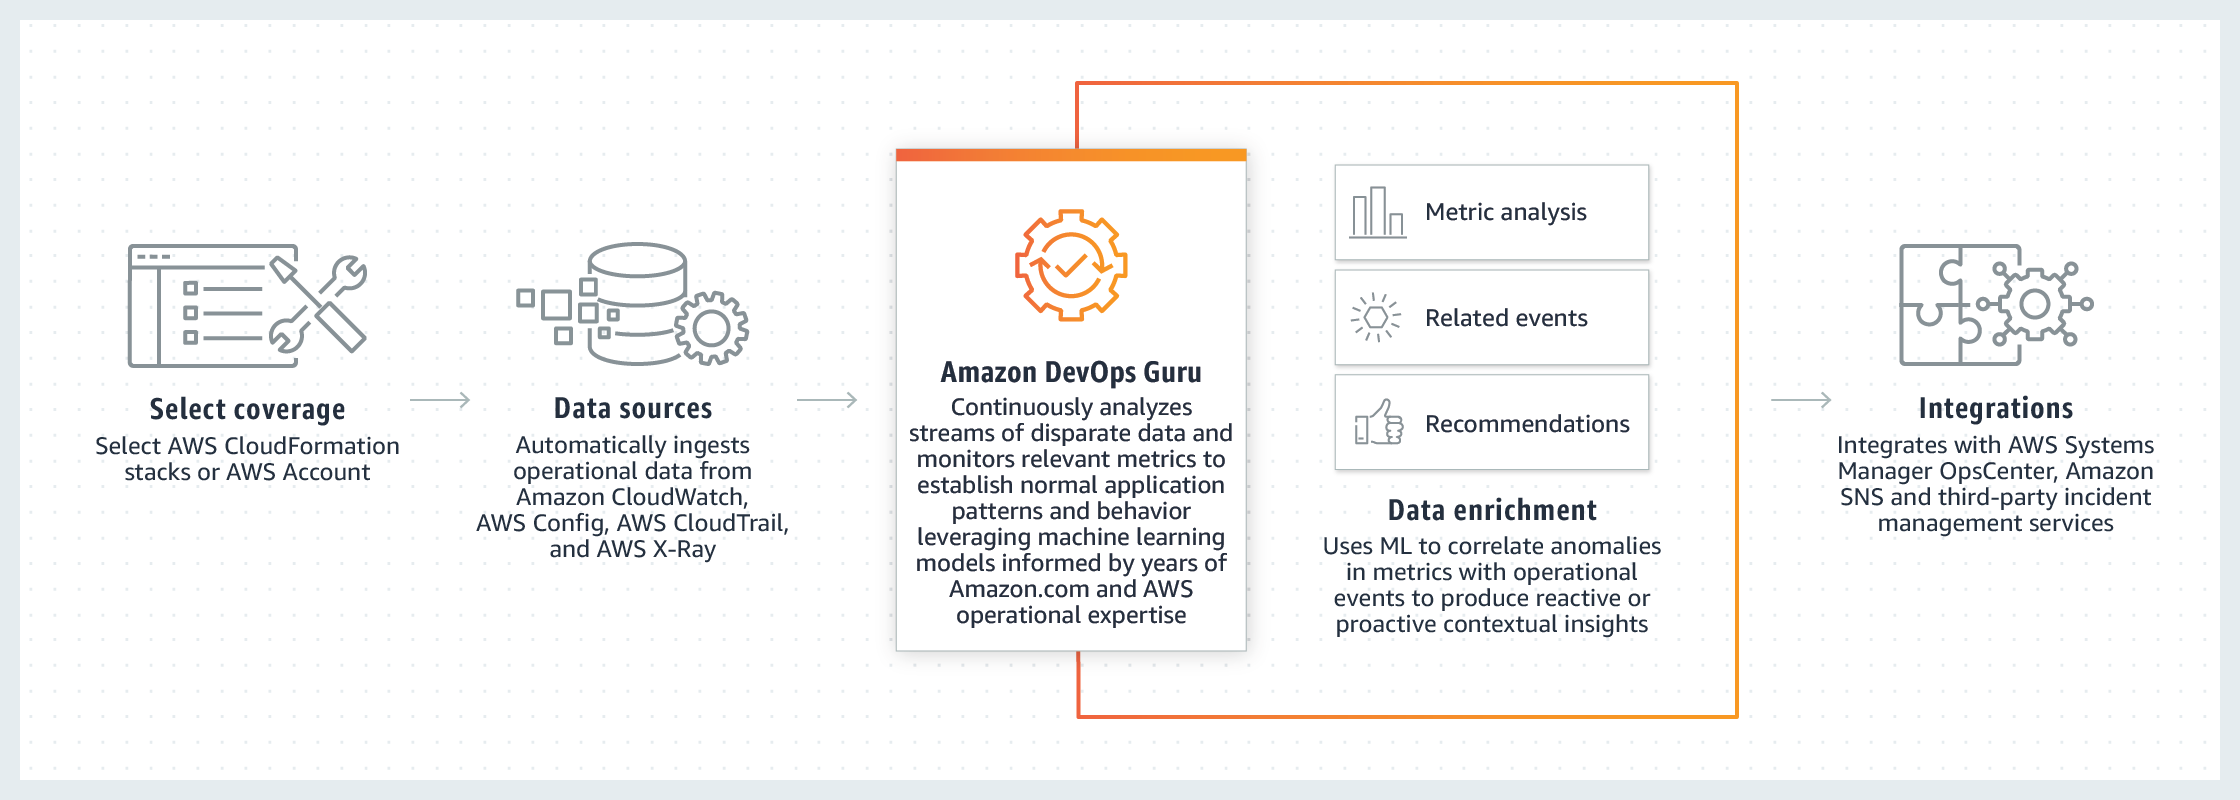 Select coverage
Select AWS CloudFormation
stacks or AWS Account
Data sources
Automatically ingests
operational data from
Amazon CloudWatch,
AWS Config, AWS CloudTrail,
and AWS X-Ray
Amazon DevOps Guru
Continuously analyzes
streams of disparate data and
monitors relevant metrics to
establish normal application
patterns and behavior
leveraging machine learning
models informed by years of
Amazon.com and AWS
operational expertise
Metric analysis
Related events
Recommendations
Data enrichment
Uses ML to correlate anomalies
in metrics with operational
events to produce reactive or
proactive contextual insights
Integrations
Integrates with AWS Systems
Manager OpsCenter, Amazon
SNS and third-party incident
management services